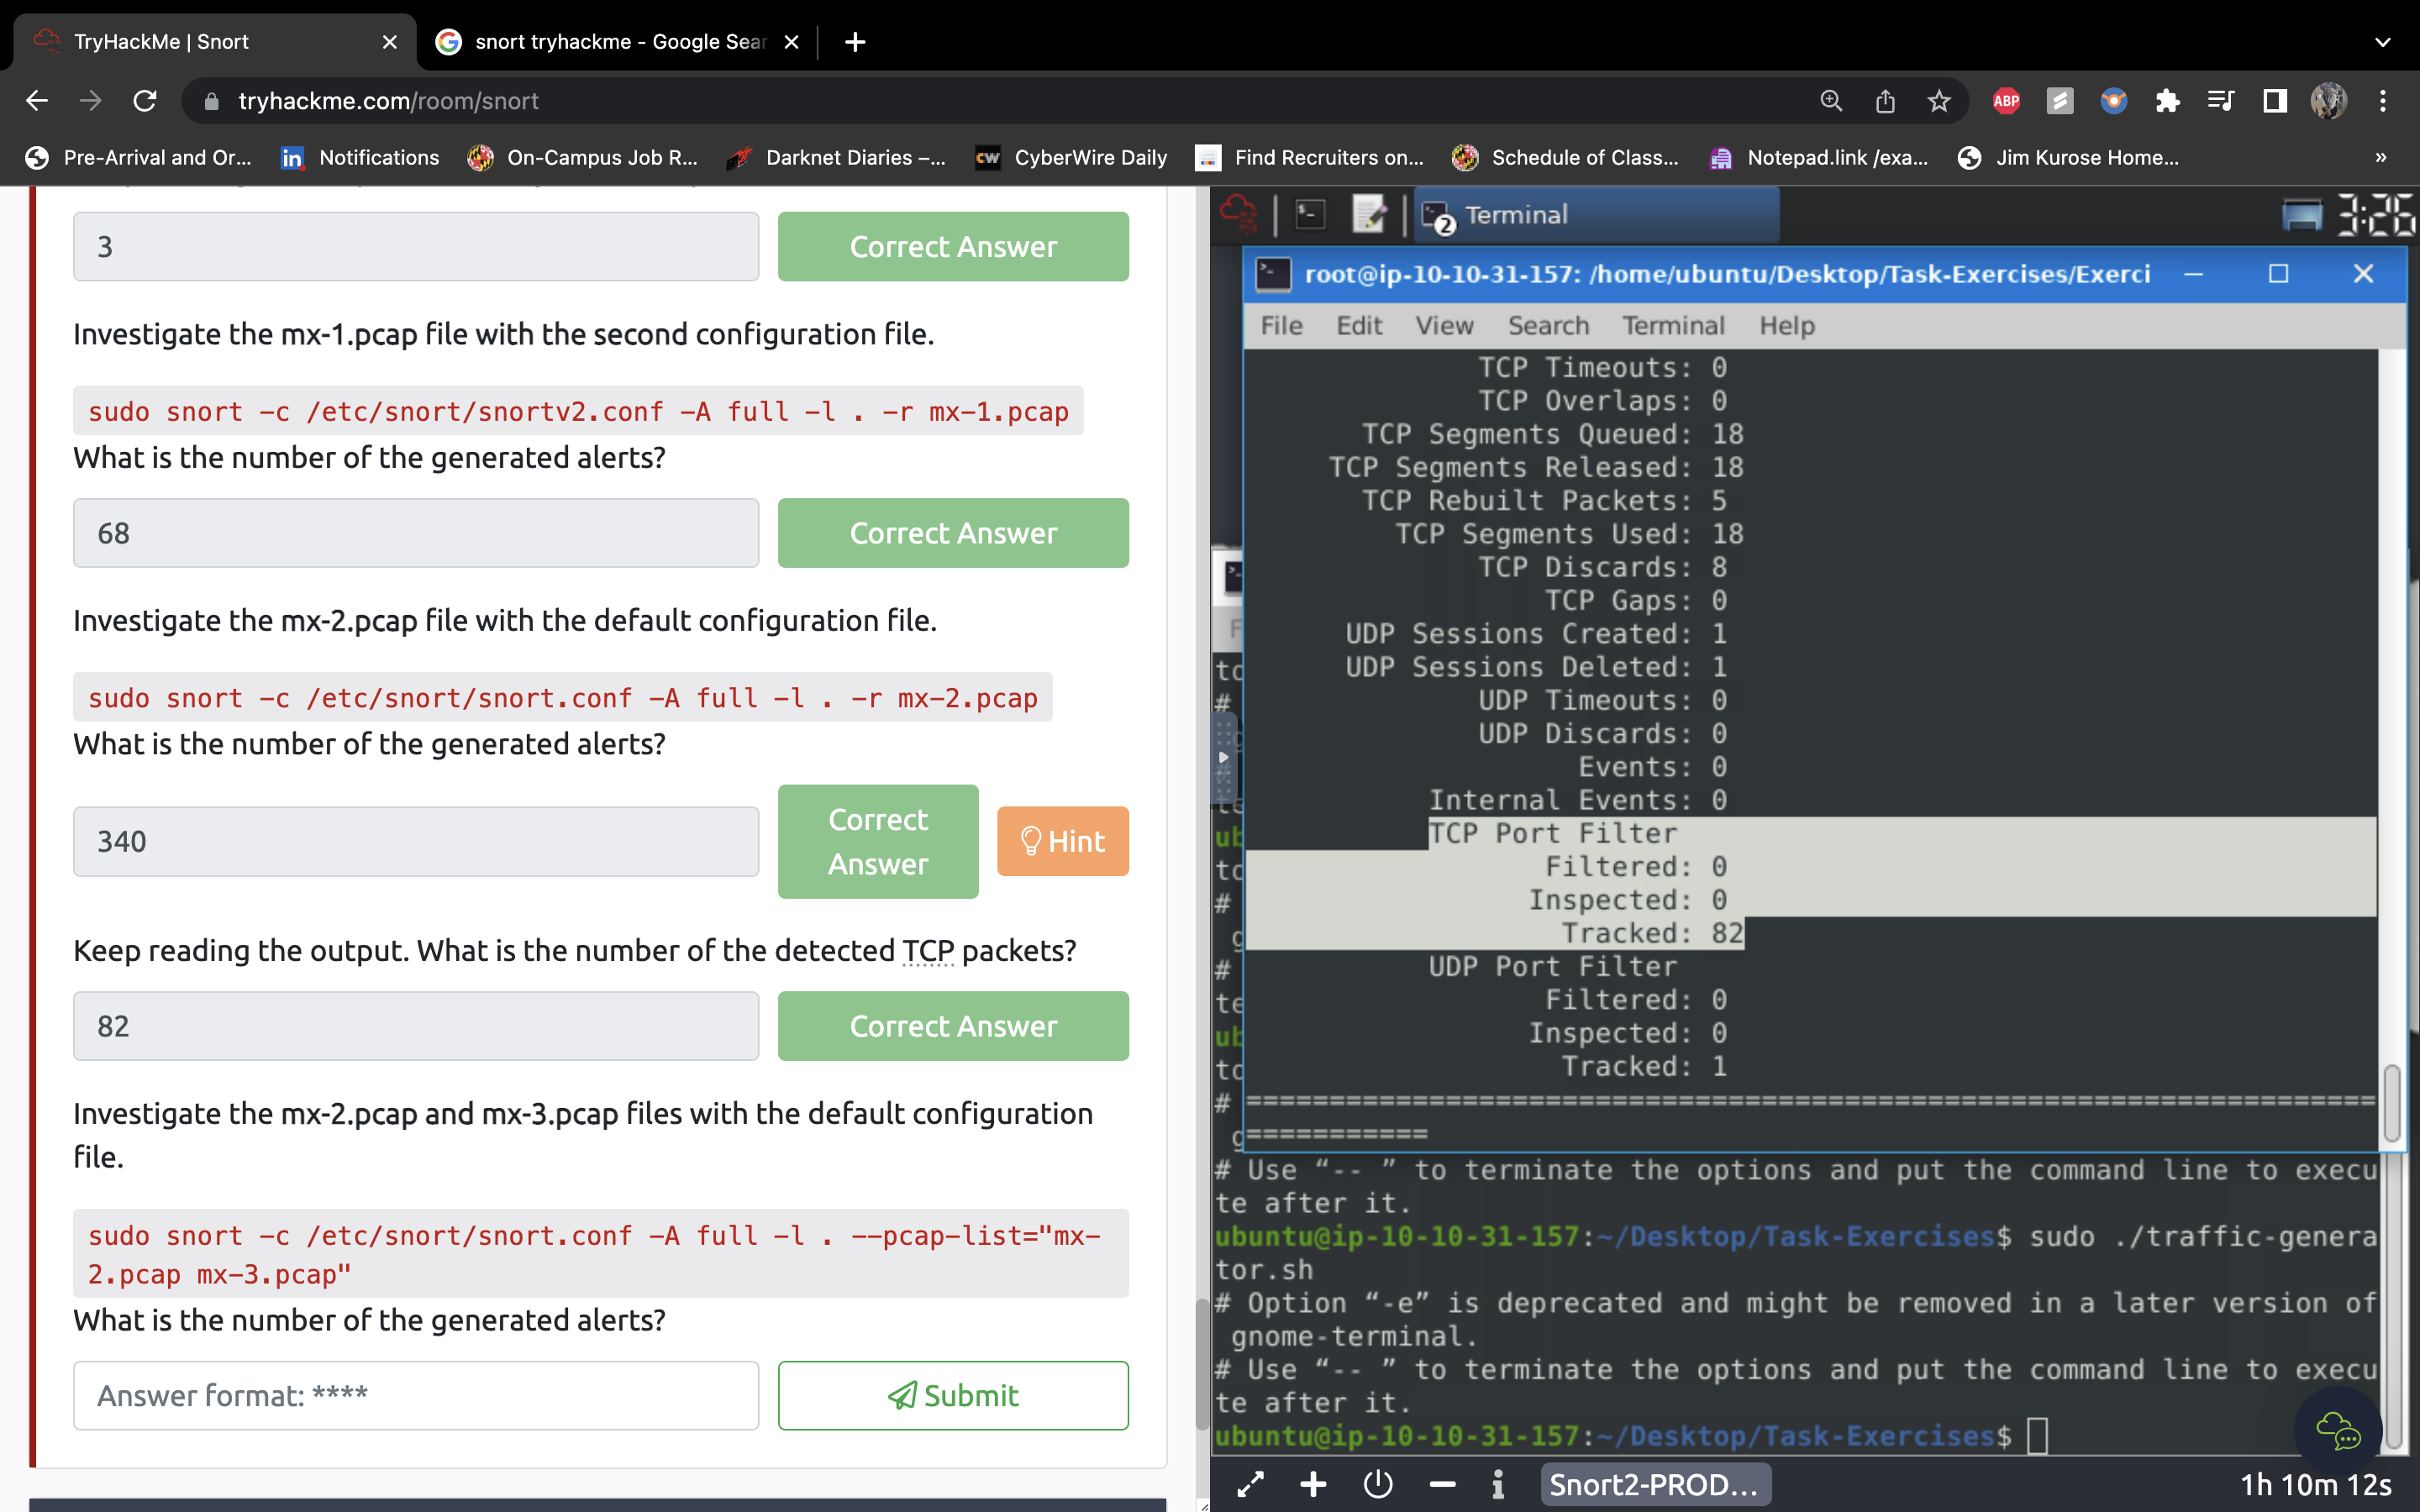 TryHackMe | Snort
snort tryhackme - Google Sear
tryhackme.com/room/snort
ABP
Pre-Arrival and Or...
in
Notifications
On-Campus Job R...
Darknet Diaries –...
CW
CyberWire Daily
Find Recruiters on...
Schedule of Class...
Notepad.link /exa...
Jim Kurose Home...
»
3
Correct Answer
Investigate the mx-1.pcap file with the second configuration file.
sudo snort -c /etc/snort/snortv2.conf -A full -l . -r mx-1.pcap
What is the number of the generated alerts?
68
Correct Answer
Investigate the mx-2.pcap file with the default configuration file.
sudo snort -c /etc/snort/snort.conf -A full -l . -r mx-2.pcap
What is the number of the generated alerts?
340
Correct
Answer
Hint
Keep reading the output. What is the number of the detected TCP packets?
82
Correct Answer
Investigate the mx-2.pcap and mx-3.pcap files with the default configuration
file.
sudo snort -c /etc/snort/snort.conf -A full -l . --pcap-list="mx-
2.pcap mx-3.pcap"
What is the number of the generated alerts?
Answer format: ****
Submit
2
Terminal
3:26
root@ip-10-10-31-157: /home/ubuntu/Desktop/Task-Exercises/Exerci
File Edit View Search Terminal Help
TCP Timeouts: 0
TCP Overlaps: 0
TCP Segments Queued: 18
TCP Segments Released: 18
TCP Rebuilt Packets: 5
TCP Segments Used: 18
TCP Discards: 8
TCP Gaps: 0
UDP Sessions Created: 1
UDP Sessions Deleted: 1
UDP Timeouts: 0
UDP Discards: 0
Events: 0
Internal Events: 0
TCP Port Filter
Filtered: 0
Inspected: 0
Tracked: 82
UDP Port Filter
Filtered: 0
Inspected: 0
Tracked: 1
# Use “-- ” to terminate the options and put the command line to execu
te after it.
ubuntu@ip-10-10-31-157:~/Desktop/Task-Exercises$ sudo ./traffic-genera
tor.sh
# Option “-e” is deprecated and might be removed in a later version of
gnome-terminal.
# Use “-- ” to terminate the options and put the command line to execu
te after it.
ubuntu@ip-10-10-31-157:~/Desktop/Task-Exercises$
Snort2-PROD...
1h 10m 12s